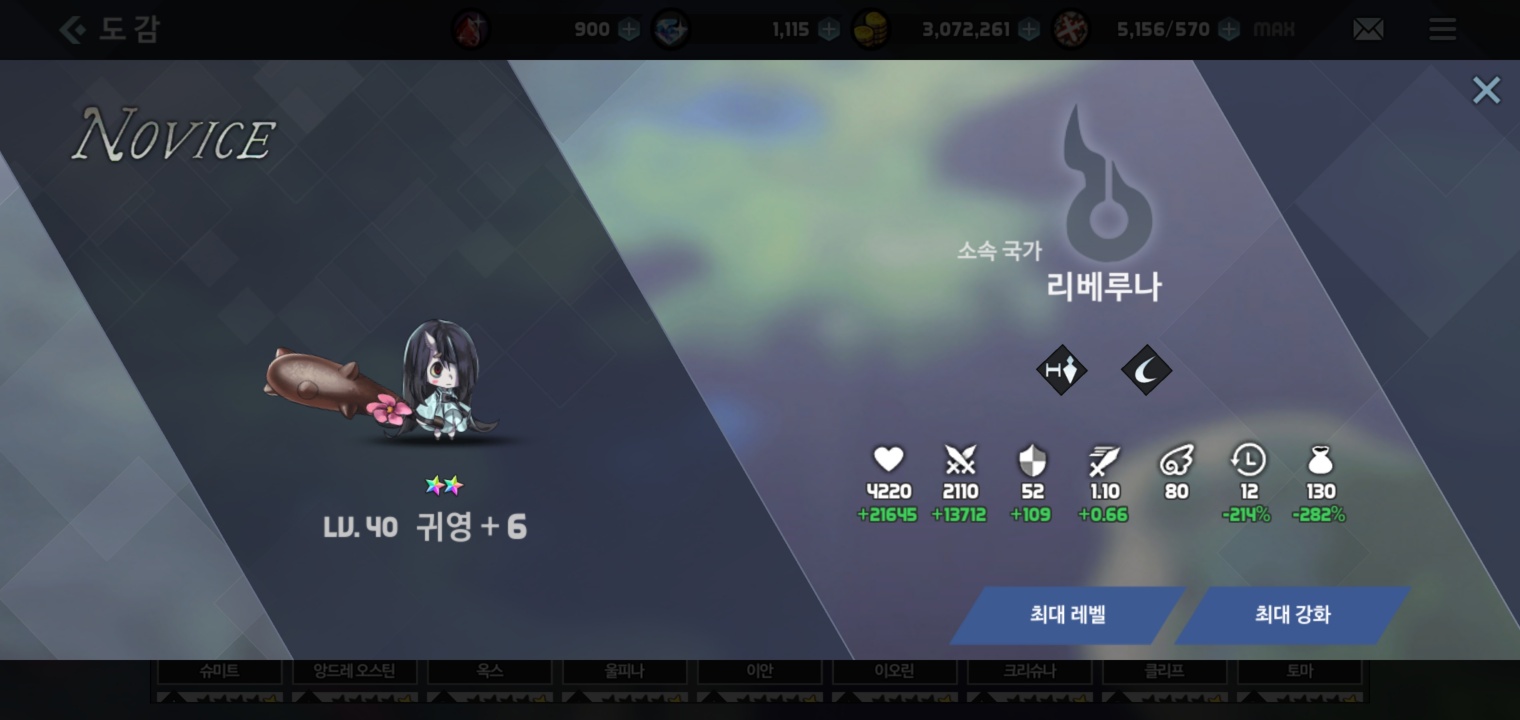 도감
900
1,115
3,072,261
5,156/570
MAX
NOVICE
소속 국가
리베루나
4220 2110 52 1.10 80 12 130
+21645 +13712 +109 +0.66 -214% -282%
LV. 40 귀영 + 6
최대 레벨
최대 강화
슈미트
앙드레 오스틴
옥스
울피나
이안
이오린
크리슈나
클리프
토마